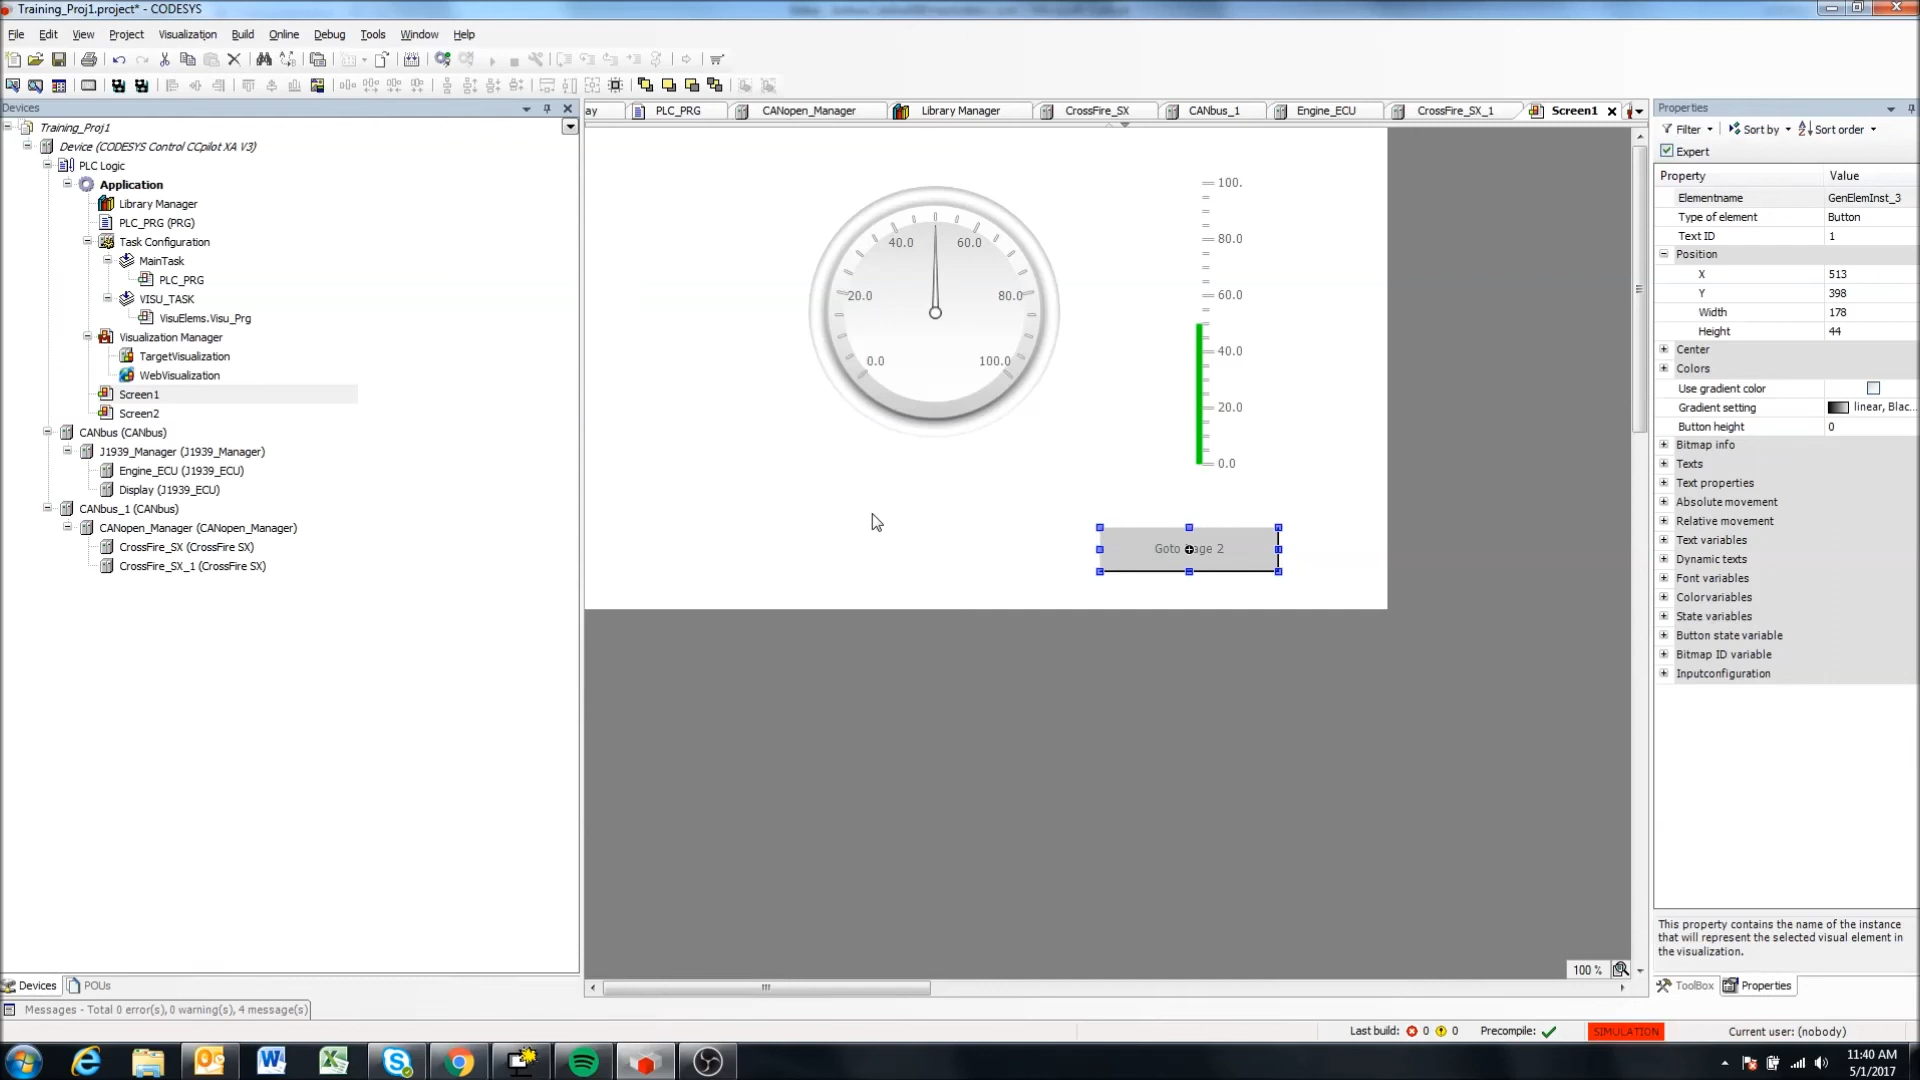 Training_Proj1.project* - CODESYS
File Edit View Project Visualization Build Online Debug Tools Window Help
Devices
Training_Proj1
Device (CODESYS Control CCpilot XA V3)
PLC Logic
Application
Library Manager
PLC_PRG (PRG)
Task Configuration
MainTask
PLC_PRG
VISU_TASK
VisuElems.Visu_Prg
Visualization Manager
TargetVisualization
WebVisualization
Screen1
Screen2
CANbus (CANbus)
J1939_Manager (J1939_Manager)
Engine_ECU (J1939_ECU)
Display (J1939_ECU)
CANbus_1 (CANbus)
CANopen_Manager (CANopen_Manager)
CrossFire_SX (CrossFire SX)
CrossFire_SX_1 (CrossFire SX)
Devices POUs
Messages - Total 0 error(s), 0 warning(s), 4 message(s)
ay PLC_PRG CANopen_Manager Library Manager CrossFire_SX CANbus_1 Engine_ECU CrossFire_SX_1 Screen1
0.0
20.0
40.0
60.0
80.0
100.0
100.
80.0
60.0
40.0
20.0
0.0
Goto age 2
100 %
Properties
Filter Sort by Sort order
Expert
Property Value
Elementname GenElemInst_3
Type of element Button
Text ID 1
Position
X 513
Y 398
Width 178
Height 44
Center
Colors
Use gradient color
Gradient setting linear, Blac...
Button height 0
Bitmap info
Texts
Text properties
Absolute movement
Relative movement
Text variables
Dynamic texts
Font variables
Colorvariables
State variables
Button state variable
Bitmap ID variable
Inputconfiguration
This property contains the name of the instance
that will represent the selected visual element in
the visualization.
ToolBox Properties
Last build: 0 0 Precompile: SIMULATION Current user: (nobody)
11:40 AM
5/1/2017